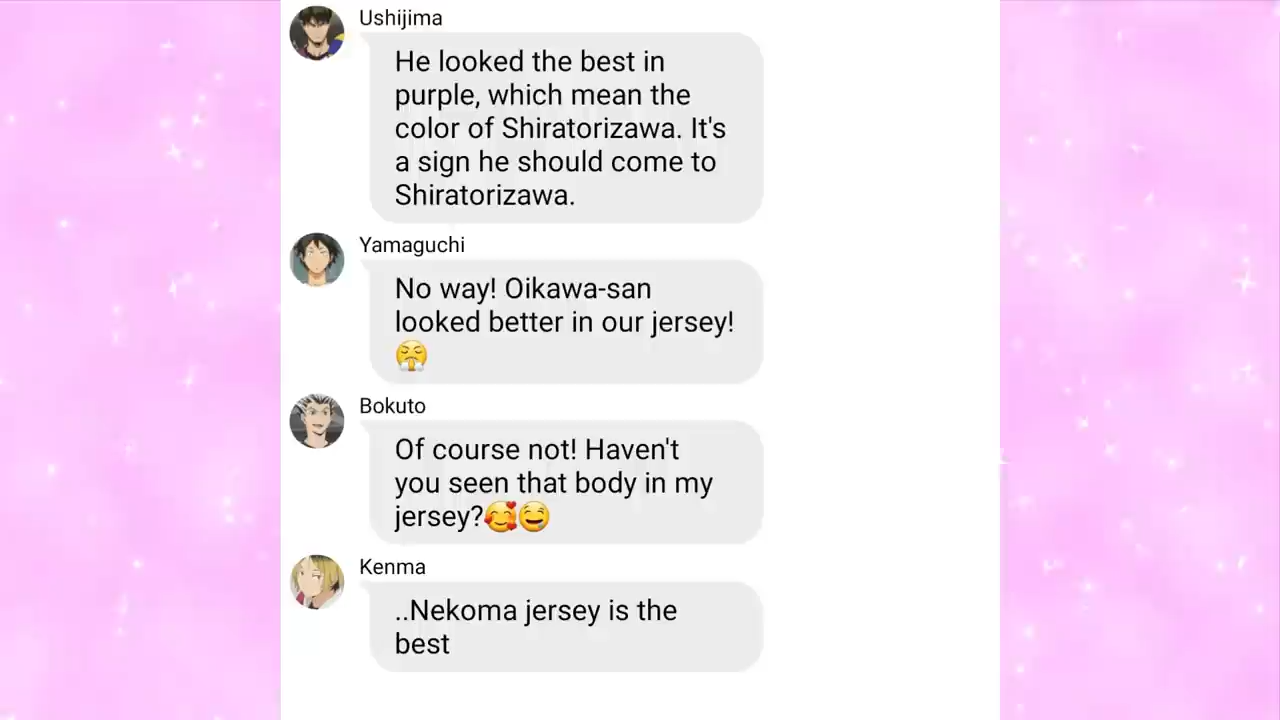 Ushijima
He looked the best in
purple, which mean the
color of Shiratorizawa. It's
a sign he should come to
Shiratorizawa.
Yamaguchi
No way! Oikawa-san
looked better in our jersey!
😤
Bokuto
Of course not! Haven't
you seen that body in my
jersey?🥰🤤
Kenma
..Nekoma jersey is the
best